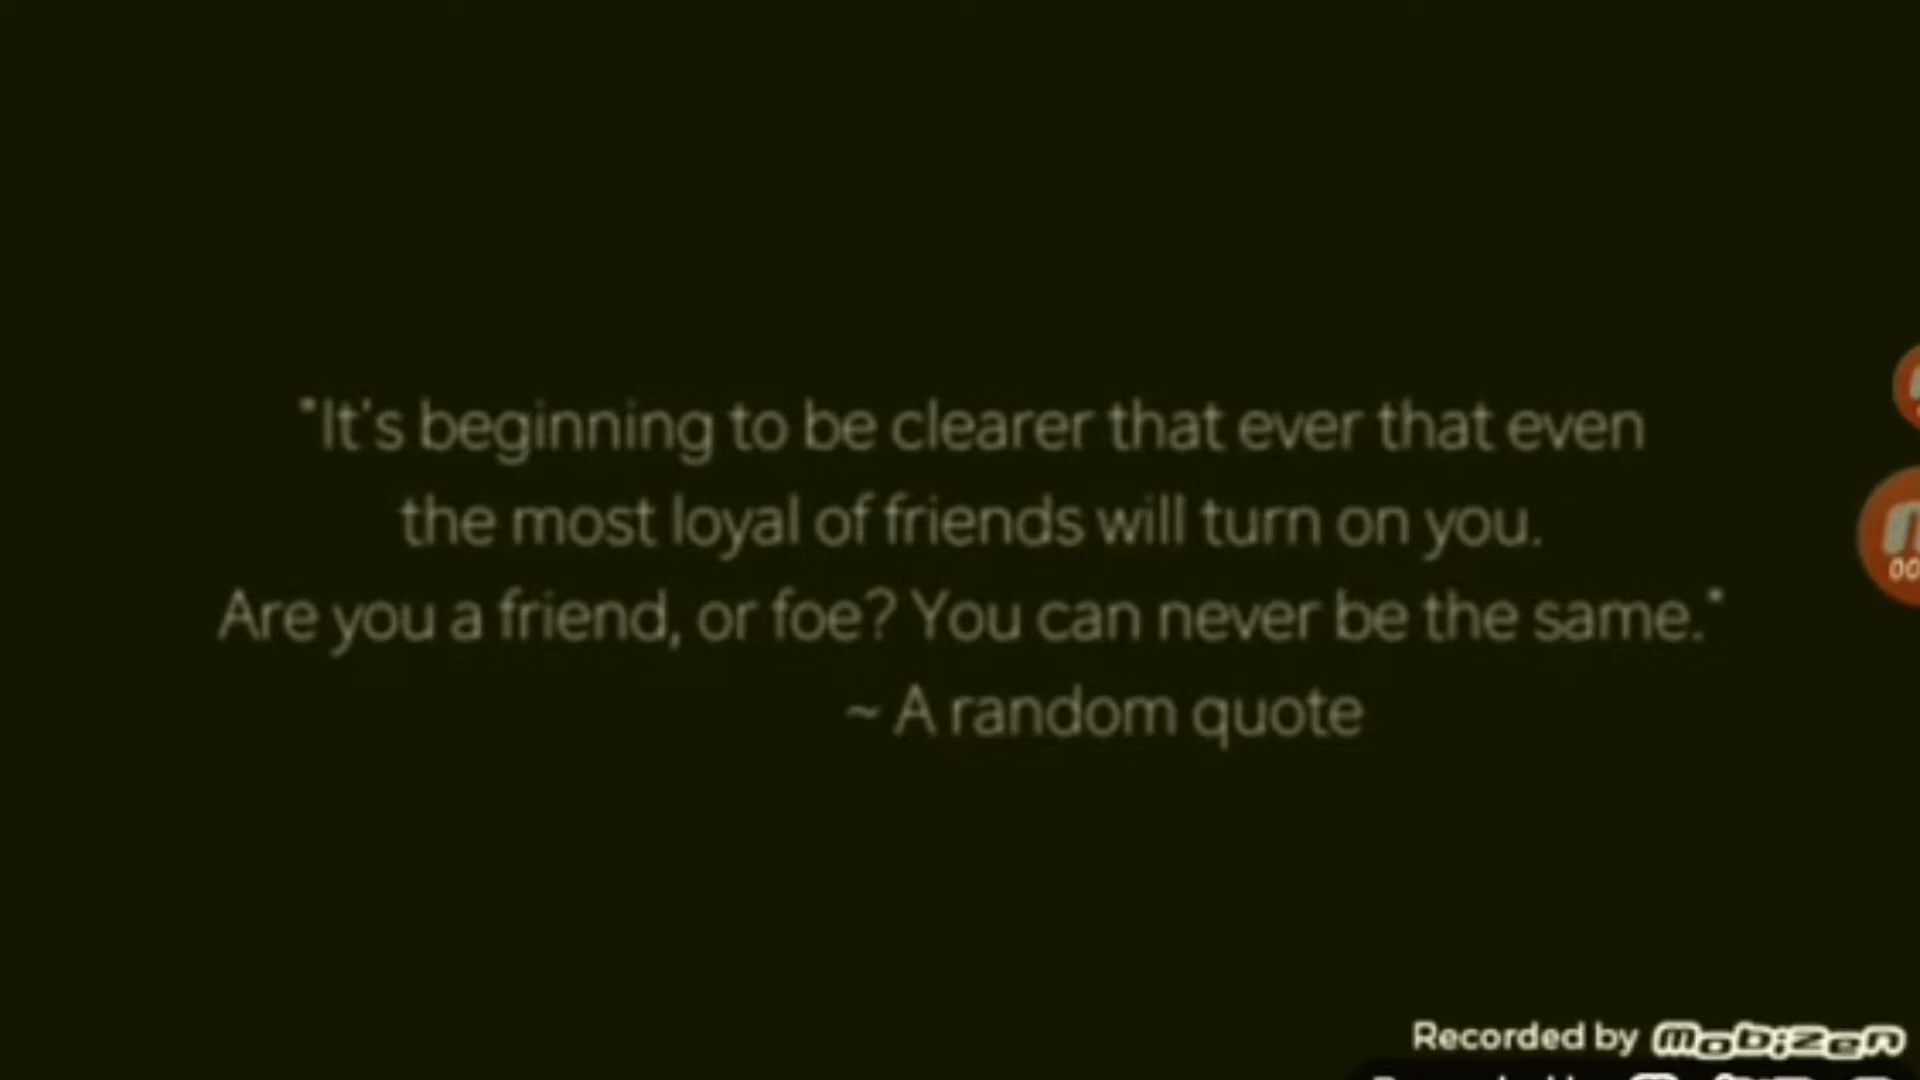 "It's beginning to be clearer that ever that even
the most loyal of friends will turn on you.
Are you a friend, or foe? You can never be the same."
~ A random quote
00
Recorded by mobizen